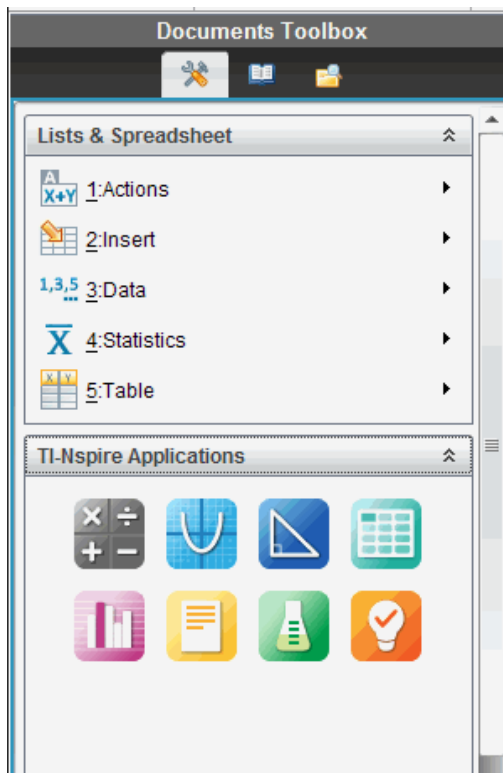 Documents Toolbox
Lists & Spreadsheet
A
X+Y 1:Actions
2:Insert
1,3,5 3:Data
X 4:Statistics
X Y 5:Table
TI-Nspire Applications